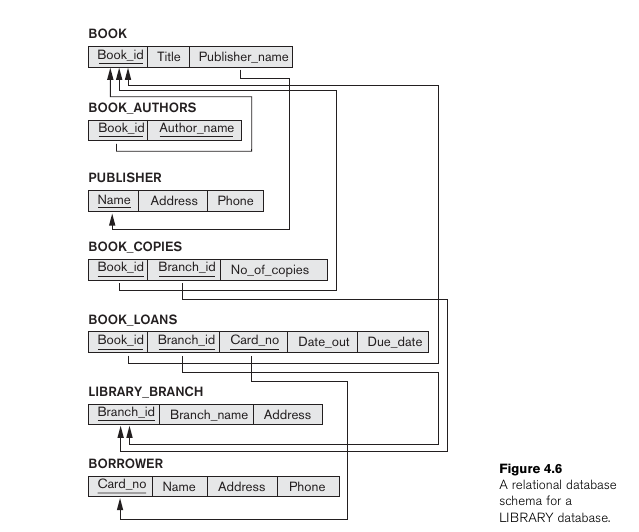 BOOK
Book_id Title Publisher_name
BOOK_AUTHORS
Book_id Author_name
PUBLISHER
Name Address Phone
BOOK_COPIES
Book_id Branch_id No_of_copies
BOOK_LOANS
Book_id Branch_id Card_no Date_out Due_date
LIBRARY_BRANCH
Branch_id Branch_name Address
BORROWER
Card_no Name Address Phone
Figure 4.6
A relational database
schema for a
LIBRARY database.